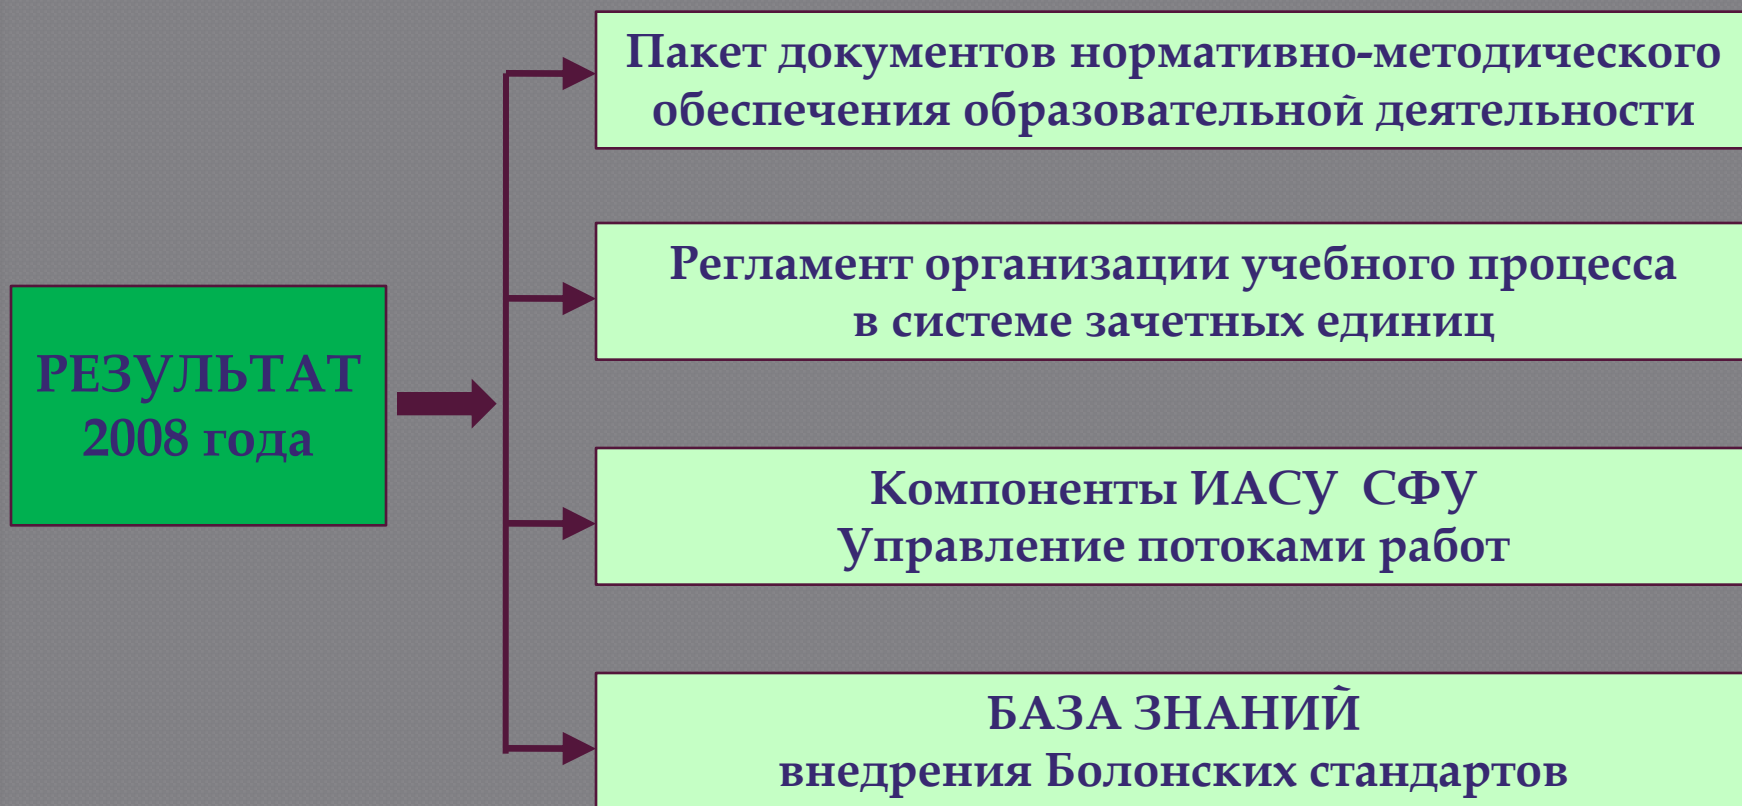 Пакет документов нормативно-методического
обеспечения образовательной деятельности
Регламент организации учебного процесса
в системе зачетных единиц
РЕЗУЛЬТАТ
2008 года
Компоненты ИАСУ СФУ
Управление потоками работ
БАЗА ЗНАНИЙ
внедрения Болонских стандартов